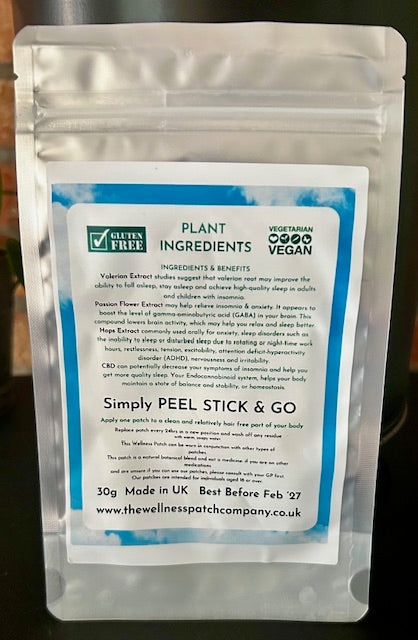 GLUTEN
FREE
PLANT
INGREDIENTS
VEGETARIAN
VEGAN
INGREDIENTS & BENEFITS
Valerian Extract studies suggest that valerian root may improve the
ability to fall asleep, stay asleep and achieve high-quality sleep in adults
and children with insomnia.
Passion Flower Extract may help relieve insomnia & anxiety. It appears to
boost the level of gamma-aminobutyric acid (GABA) in your brain. This
compound lowers brain activity, which may help you relax and sleep better.
Hops Extract commonly used orally for anxiety, sleep disorders such as
the inability to sleep or disturbed sleep due to rotating or night-time work
hours, restlessness, tension, excitability, attention deficit-hyperactivity
disorder (ADHD), nervousness and irritability.
CBD can potentially decrease your symptoms of insomnia and help you
get more quality sleep. Your Endocannaboinoid system, helps your body
maintain a state of balance and stability, or homeostasis.
Simply PEEL STICK & GO
Apply one patch to a clean and relatively hair free part of your body
Replace patch every 24hrs in a new position and wash off any residue
with warm, soapy water.
This Wellness Patch can be worn in conjunction with other types of
patches.
This patch is a natural botanical blend and not a medicine. if you are on other
medications
and are unsure if you can use our patches, please consult with your GP first.
Our patches are intended for individuals aged 18 or over.
30g Made in UK Best Before Feb '27
www.thewellnesspatchcompany.co.uk